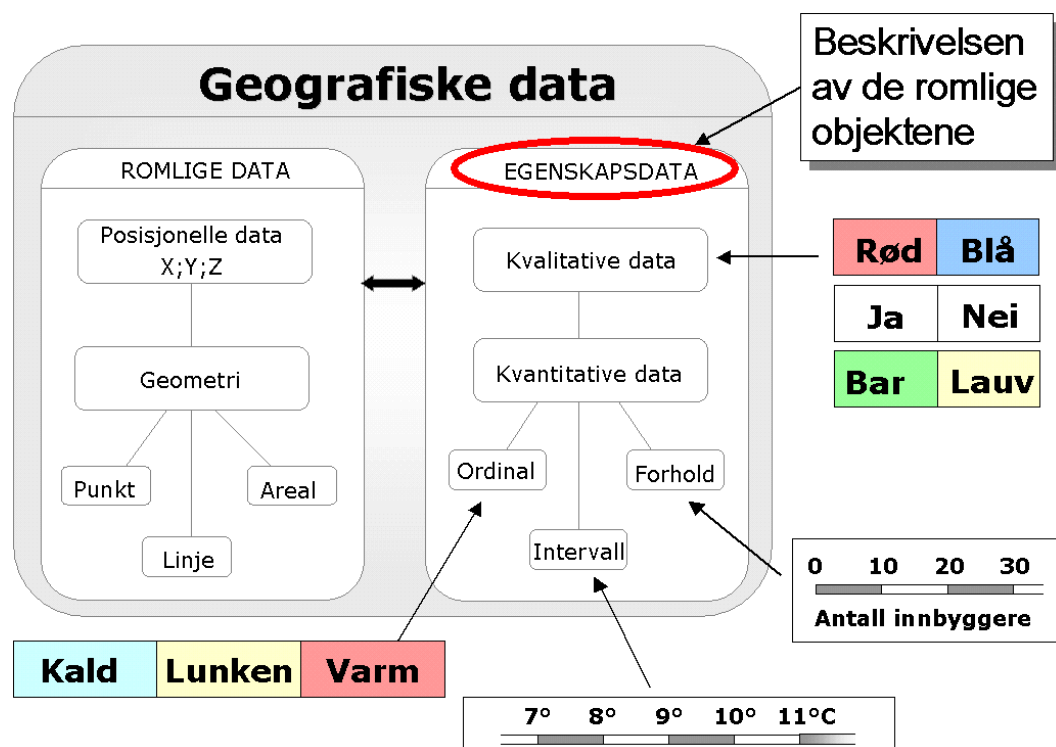 Beskrivelsen
av de romlige
objektene
Geografiske data
ROMLIGE DATA
Posisjonelle data
X;Y;Z
Geometri
Punkt
Areal
Linje
EGENSKAPSDATA
Kvalitative data
Kvantitative data
Ordinal
Forhold
Intervall
Rød Blå
Ja Nei
Bar Lauv
0 10 20 30
Antall innbyggere
Kald Lunken Varm
7° 8° 9° 10° 11°C